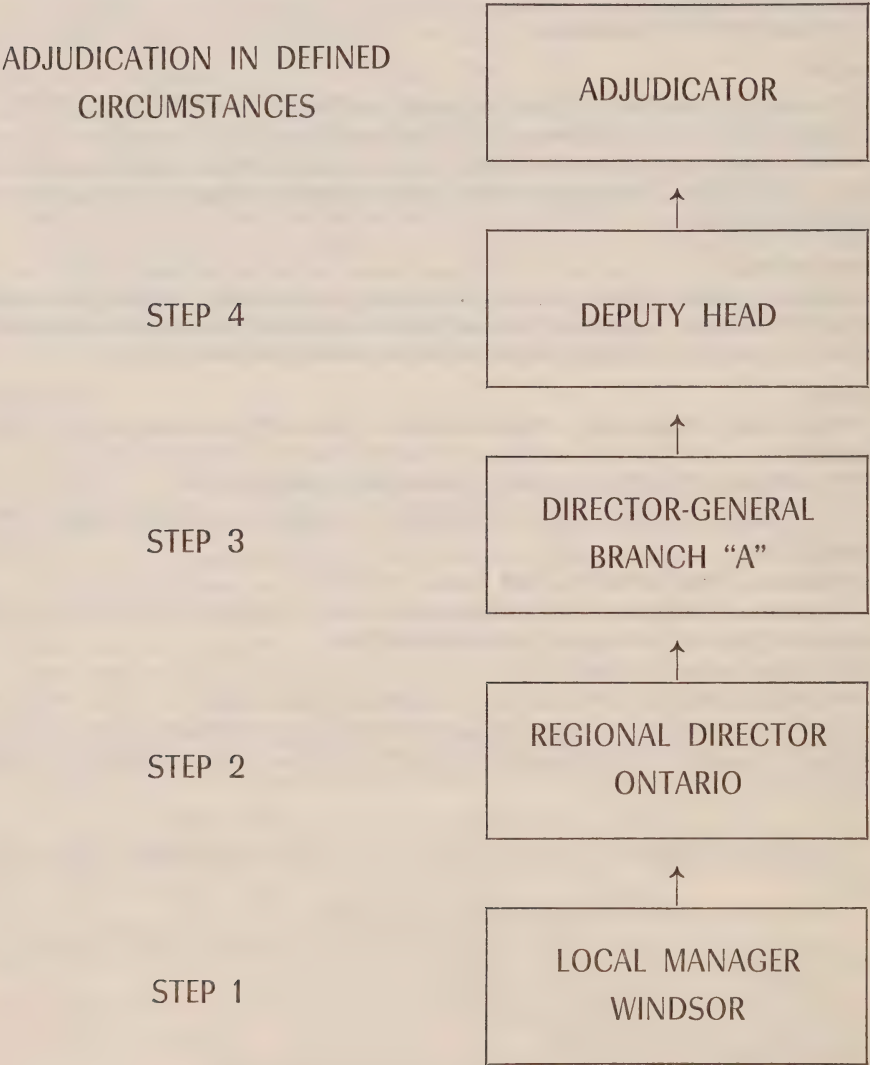 ADJUDICATION IN DEFINED
CIRCUMSTANCES
ADJUDICATOR
STEP 4
DEPUTY HEAD
STEP 3
DIRECTOR-GENERAL
BRANCH “A”
STEP 2
REGIONAL DIRECTOR
ONTARIO
STEP 1
LOCAL MANAGER
WINDSOR